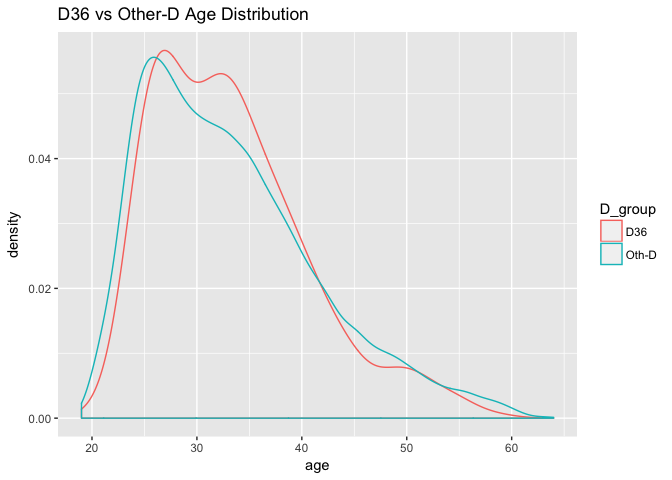 D36 vs Other-D Age Distribution
density
0.04
0.02
0.00
20 30 40 50 60
age
D_group
D36
Oth-D